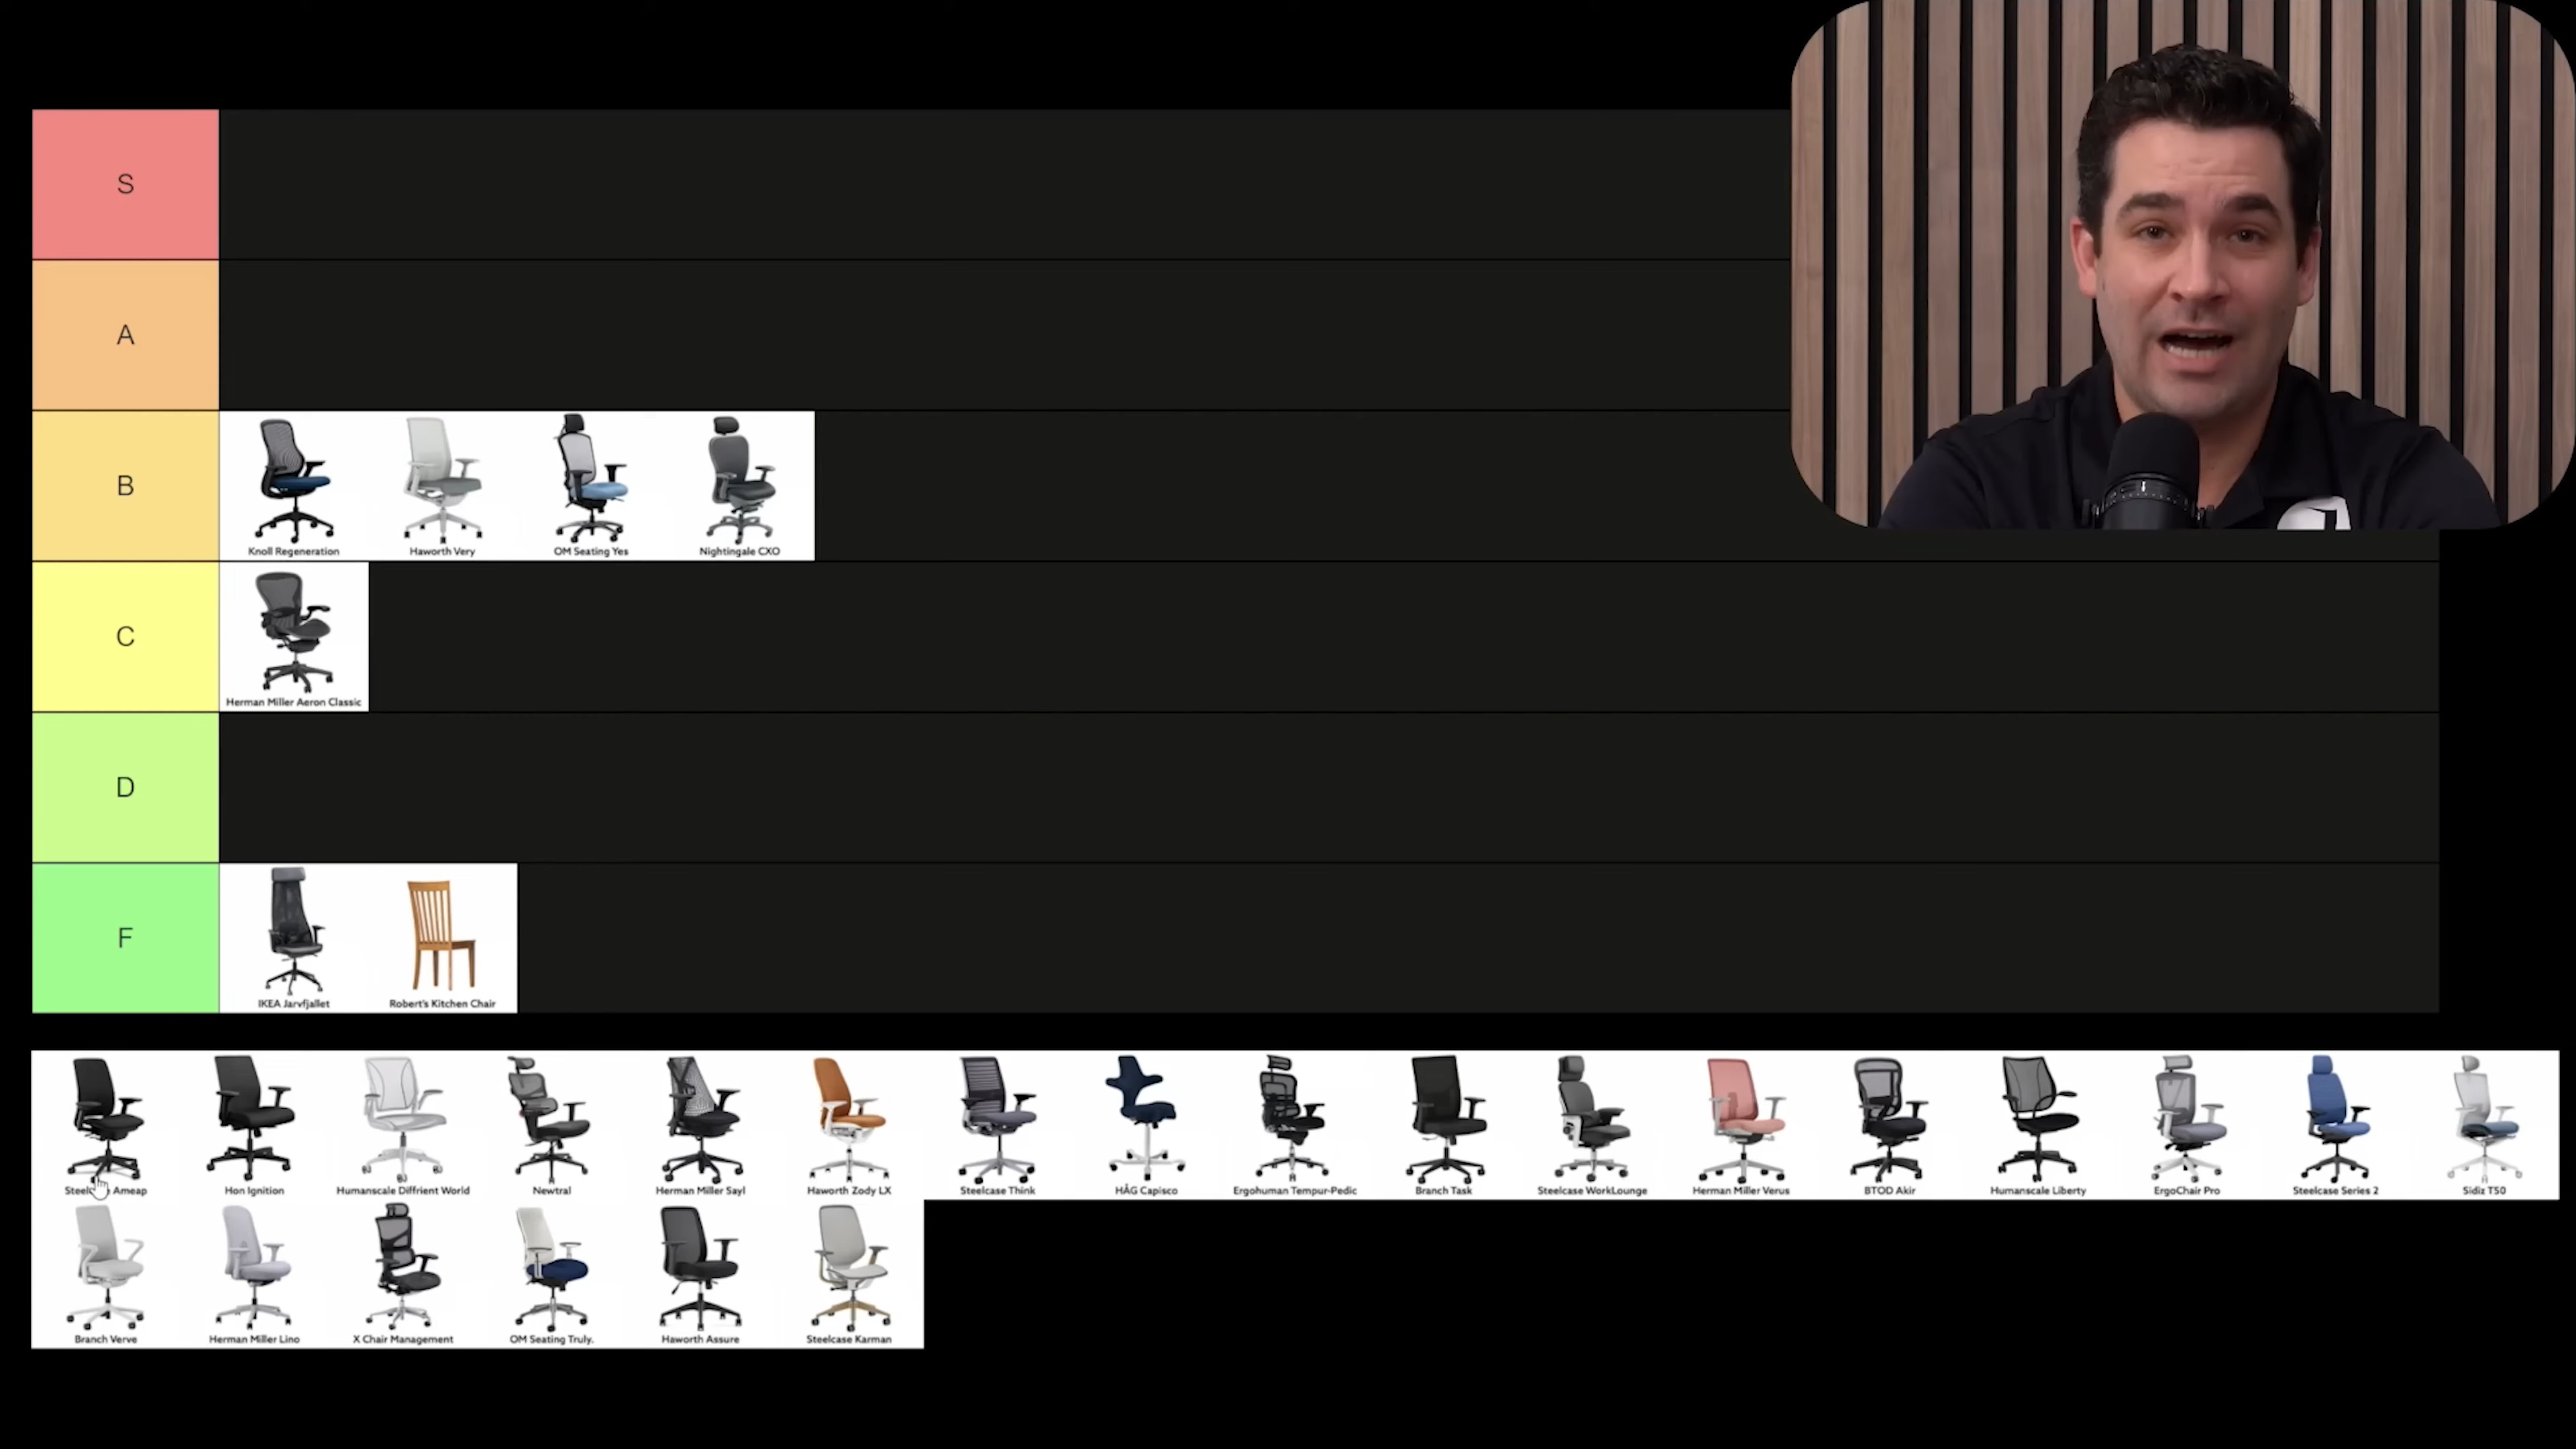 S
A
B
Knoll Regeneration
Haworth Very
OM Seating Yes
Nightingale CXO
C
Herman Miller Aeron Classic
D
F
IKEA Jarvfjallet
Robert's Kitchen Chair
Ameap
Hon Ignition
Humanscale Diffrient World
Newtral
Herman Miller Sayl
Haworth Zody LX
Steelcase Think
HÅG Capisco
Ergohuman Tempur-Pedic
Branch Task
Steelcase WorkLounge
Herman Miller Verus
BTOD Akir
Humanscale Liberty
ErgoChair Pro
Steelcase Series 2
Sidiz T50
Branch Verve
Herman Miller Lino
X Chair Management
OM Seating Truly.
Haworth Assure
Steelcase Karman